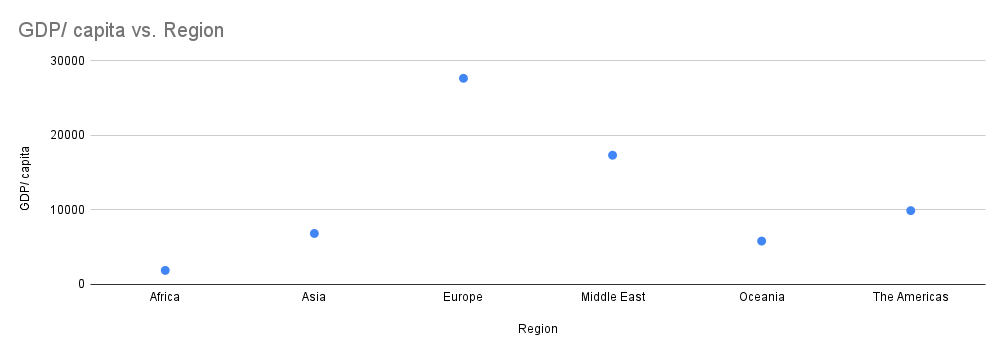 GDP/ capita vs. Region
30000
20000
10000
0
GDP/ capita
Africa Asia Europe Middle East Oceania The Americas
Region